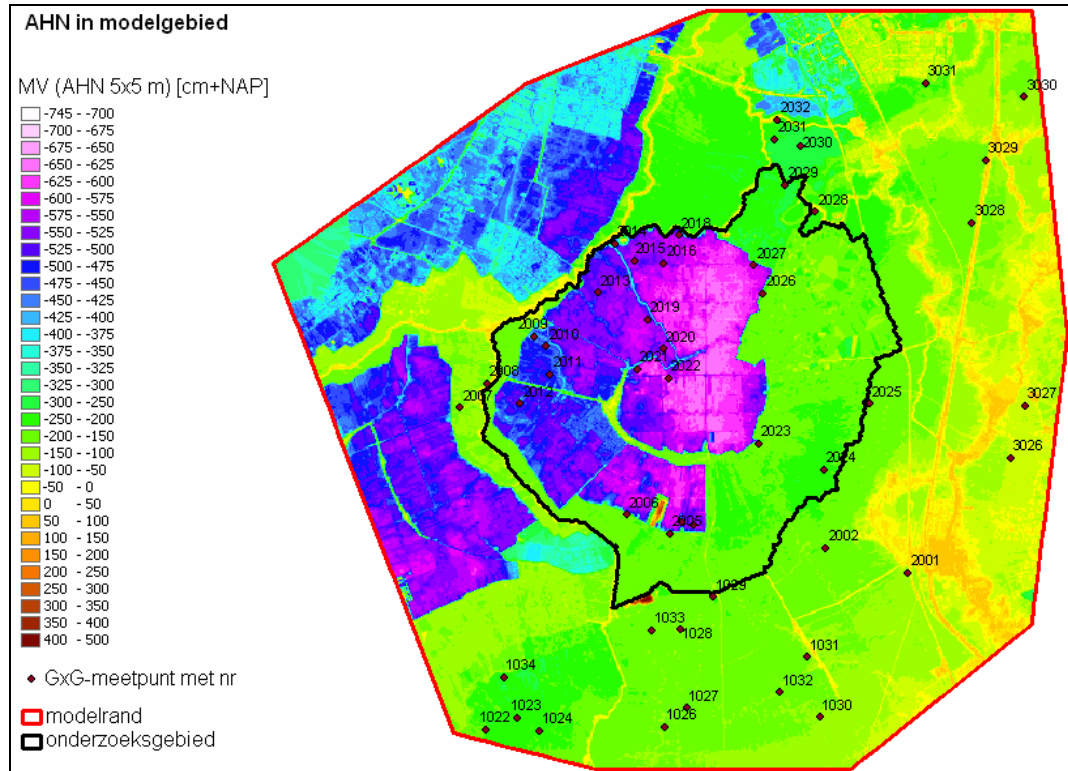 AHN in modelgebied
MV (AHN 5x5 m) [cm+NAP]
-745 - -700
-700 - -675
-675 - -650
-650 - -625
-625 - -600
-600 - -575
-575 - -550
-550 - -525
-525 - -500
-500 - -475
-475 - -450
-450 - -425
-425 - -400
-400 - -375
-375 - -350
-350 - -325
-325 - -300
-300 - -250
-250 - -200
-200 - -150
-150 - -100
-100 - -50
-50 - 0
0 - 50
50 - 100
100 - 150
150 - 200
200 - 250
250 - 300
300 - 350
350 - 400
400 - 500
GxG-meetpunt met nr
modelrand
onderzoeksgebied
3031
3030
2032
2031
2030
3029
2029
2028
3028
2018
2014
2015
2016
2027
2026
2013
2019
2009
2010
2020
2021
2011
2022
2008
2007
2012
2025
3027
2023
3026
2024
2006
2005
2002
2001
1029
1033
1028
1031
1034
1032
1027
1023
1022
1024
1026
1030